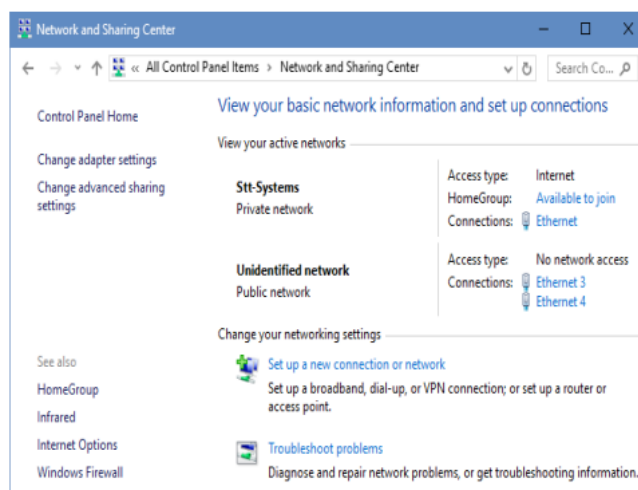 Network and Sharing Center
« All Control Panel Items > Network and Sharing Center
Search Co...
Control Panel Home
Change adapter settings
Change advanced sharing
settings
View your basic network information and set up connections
View your active networks
Stt-Systems
Private network
Access type: Internet
HomeGroup: Available to join
Connections: Ethernet
Unidentified network
Public network
Access type: No network access
Connections: Ethernet 3
Ethernet 4
Change your networking settings
Set up a new connection or network
Set up a broadband, dial-up, or VPN connection; or set up a router or
access point.
Troubleshoot problems
Diagnose and repair network problems, or get troubleshooting information.
See also
HomeGroup
Infrared
Internet Options
Windows Firewall